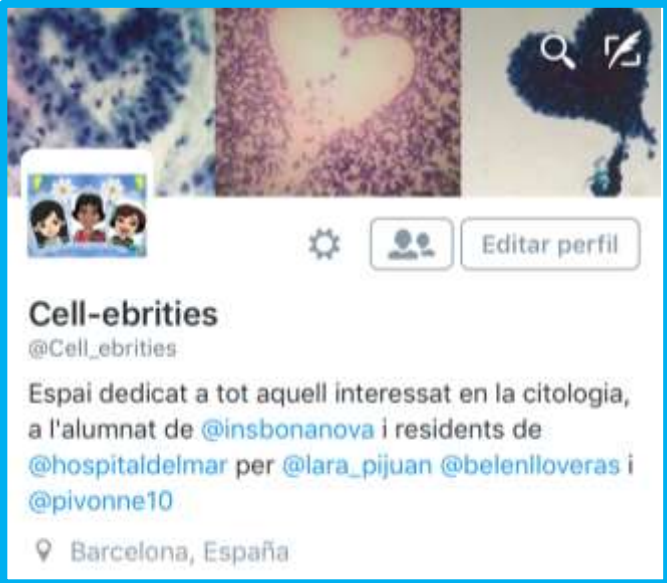 Editar perfil
Cell-ebrities
@Cell_ebrities
Espai dedicat a tot aquell interessat en la citologia,
a l'alumnat de @insbonanova i residents de
@hospitaldelmar per @lara_pijuan @belenlloveras i
@pivonne10
Barcelona, España